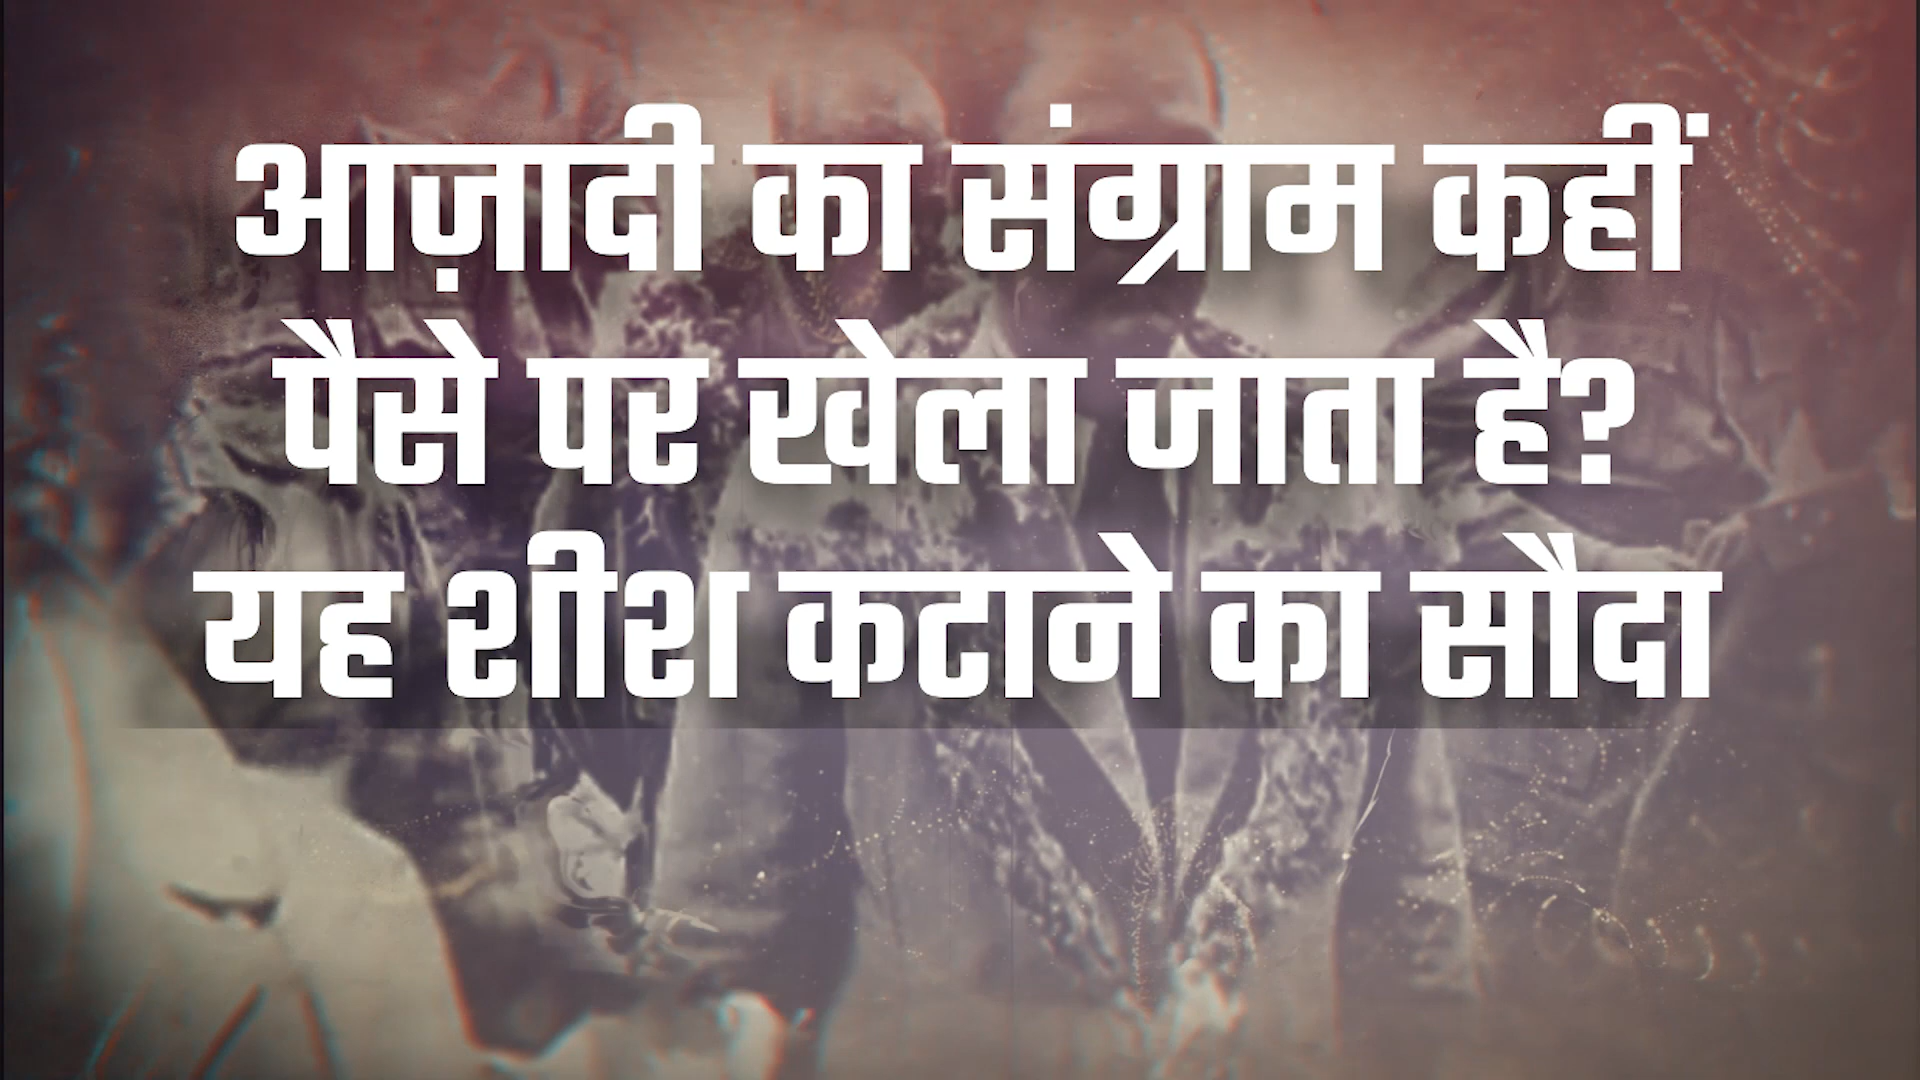 आज़ादी का संग्राम कहीं
पैसे पर खेला जाता है?
यह शीश कटाने का सौदा